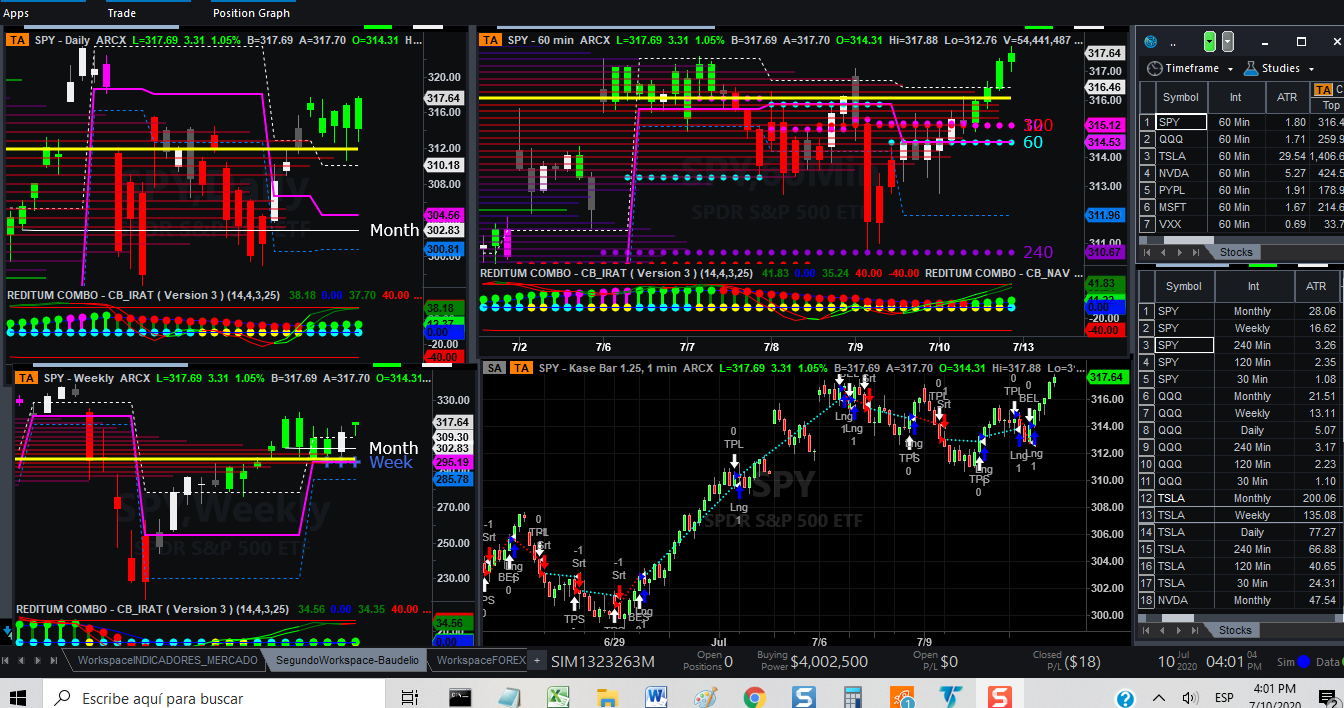 Apps Trade Position Graph
TA SPY - Daily ARCX L=317.69 3.31 1.05% B=317.69 A=317.70 O=314.31 H...
320.00
317.64
316.00
312.00
310.18
308.00
304.56
Month 302.83
300.81
300.00
SPY,Daily
REDITUM COMBO - CB_IRAT ( Version 3 ) (14,4,3,25) 38.18 0.00 37.70 40.00 ...
38.18
0.00
-20.00
-40.00
TA SPY - 60 min ARCX L=317.69 3.31 1.05% B=317.69 A=317.70 O=314.31 Hi=317.88 Lo=312.76 V=54,441,487 ...
317.64
317.00
316.46
316.00
315.12
60 314.53
314.00
313.00
311.96
311.00
240 310.67
SPDR S&P 500 ETF
REDITUM COMBO - CB_IRAT ( Version 3 ) (14,4,3,25) 41.83 0.00 35.24 40.00 -40.00 REDITUM COMBO - CB_NAV ...
41.83
0.00
-20.00
-40.00
7/2 7/6 7/7 7/8 7/9 7/10 7/13
TA SPY - Weekly ARCX L=317.69 3.31 1.05% B=317.69 A=317.70 O=314.31...
330.00
317.64
309.30
Month 302.83
Week 295.19
285.78
270.00
250.00
230.00
SPY,Weekly
SPDR S&P 500 ETF
REDITUM COMBO - CB_IRAT ( Version 3 ) (14,4,3,25) 34.56 0.00 34.35 40.00 ...
34.56
0.00
SA TA SPY - Kase Bar 1.25, 1 min ARCX L=317.69 3.31 1.05% B=317.69 A=317.70 O=314.31 Hi=317.88 Lo=3...
317.64
316.00
314.00
312.00
310.00
308.00
306.00
304.00
302.00
300.00
SPY
SPDR S&P 500 ETF
0
TPL
Lng
1
-1
Srt
0
TPL
Srt
Lng
BES
0
-1
Srt
TPS
-1
Srt
Lng
BES
Lng
1
Lng
1
0
TPL
Srt
TPS
0
Lng
TPS
0
0
TPL
BEL
Lng
1
Lng
1
6/29 Jul 7/6 7/9
Timeframe Studies
Symbol Int ATR TA C
Top
1 SPY 60 Min 1.80 316.4
2 QQQ 60 Min 1.71 259.9
3 TSLA 60 Min 29.54 1,406.6
4 NVDA 60 Min 5.27 424.5
5 PYPL 60 Min 1.91 178.9
6 MSFT 60 Min 1.67 214.6
7 VXX 60 Min 0.69 33.7
Stocks
Symbol Int ATR
1 SPY Monthly 28.06
2 SPY Weekly 16.62
3 SPY 240 Min 3.26
4 SPY 120 Min 2.35
5 SPY 30 Min 1.08
6 QQQ Monthly 21.51
7 QQQ Weekly 13.11
8 QQQ Daily 5.07
9 QQQ 240 Min 3.17
10 QQQ 120 Min 2.23
11 QQQ 30 Min 1.10
12 TSLA Monthly 200.06
13 TSLA Weekly 135.08
14 TSLA Daily 77.27
15 TSLA 240 Min 66.88
16 TSLA 120 Min 40.65
17 TSLA 30 Min 24.31
18 NVDA Monthly 47.54
Stocks
WorkspaceINDICADORES_MERCADO SegundoWorkspace-Baudelio WorkspaceFOREX +
SIM1323263M Open Positions 0 Buying Power $4,002,500 Open P/L $0 Closed P/L ($18) 10 Jul 2020 04:01 04 PM Sim Data
Escribe aquí para buscar
ESP
4:01 PM
7/10/2020